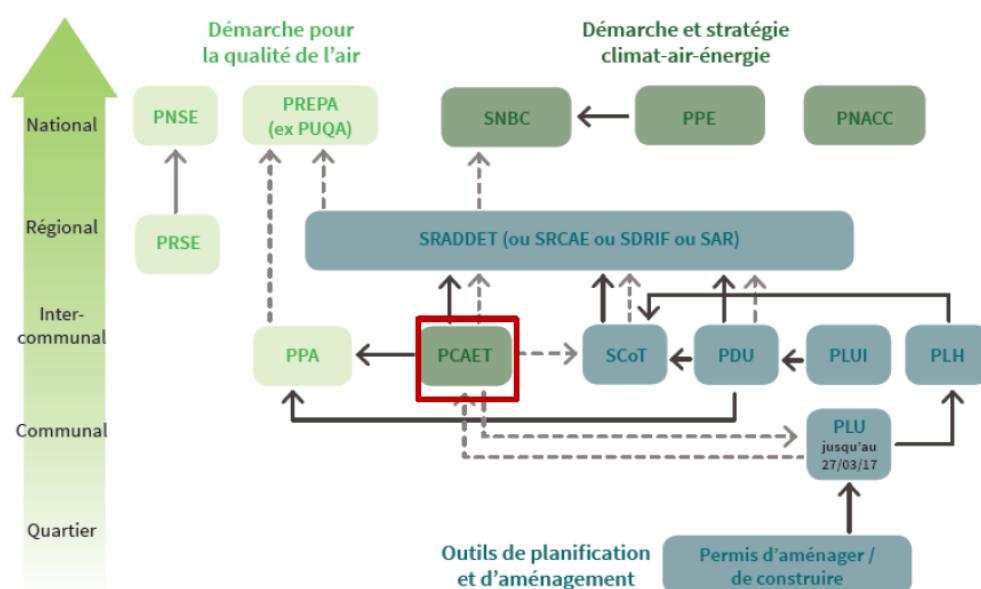 Démarche pour
la qualité de l'air
Démarche et stratégie
climat-air-énergie
National
PNSE
PREPA
(ex PUQA)
SNBC
PPE
PNACC
Régional
PRSE
SRADDET (ou SRCAE ou SDRIF ou SAR)
Inter-
communal
PPA
PCAET
SCoT
PDU
PLUI
PLH
Communal
PLU
jusqu'au
27/03/17
Quartier
Outils de planification
et d'aménagement
Permis d'aménager /
de construire